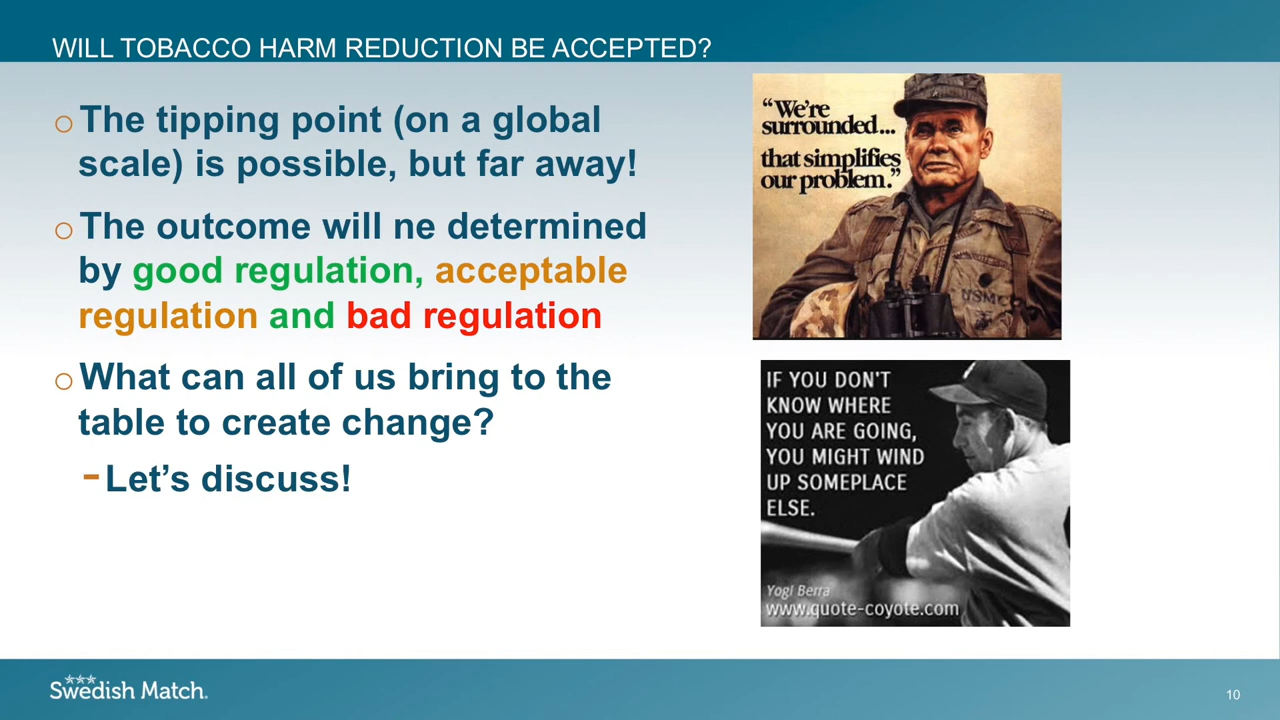 WILL TOBACCO HARM REDUCTION BE ACCEPTED?
The tipping point (on a global
scale) is possible, but far away!
The outcome will ne determined
by good regulation, acceptable
regulation and bad regulation
What can all of us bring to the
table to create change?
-Let’s discuss!
“We’re
surrounded...
that simplifies
our problem.”
USMC
IF YOU DON'T
KNOW WHERE
YOU ARE GOING,
YOU MIGHT WIND
UP SOMEPLACE
ELSE.
Yogi Berra
www.quote-coyote.com
Swedish Match.
10